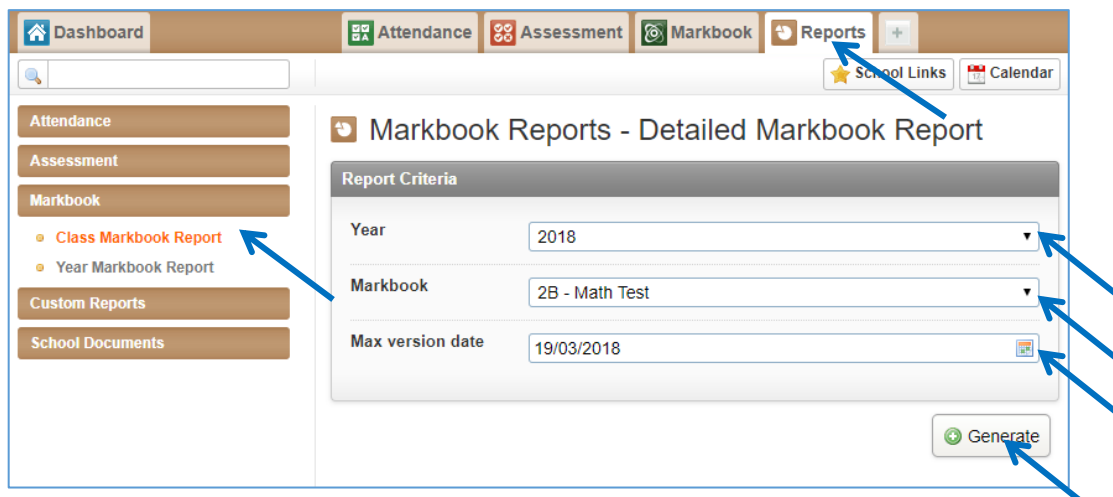 Dashboard
Attendance Assessment Markbook Reports +
School Links Calendar
Attendance
Assessment
Markbook
Class Markbook Report
Year Markbook Report
Custom Reports
School Documents
Markbook Reports - Detailed Markbook Report
Report Criteria
Year 2018
Markbook 2B - Math Test
Max version date 19/03/2018
Generate